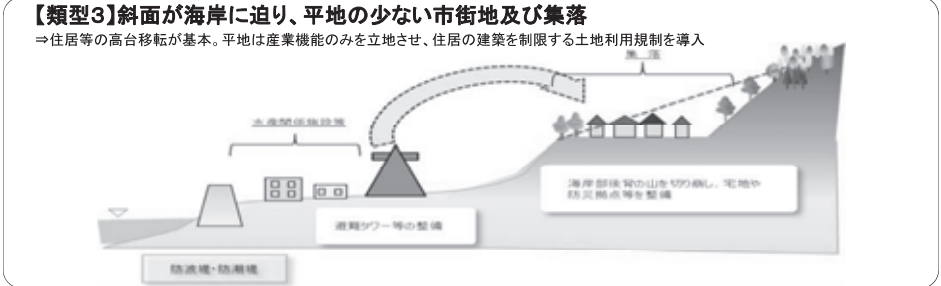 【類型3】斜面が海岸に迫り、平地の少ない市街地及び集落
⇒住居等の高台移転が基本。平地は産業機能のみを立地させ、住居の建築を制限する土地利用規制を導入
集落
水産関係施設等
海岸部後背の山を切り崩し、宅地や
防災拠点等を整備
避難タワー等の整備
防波堤・防潮堤